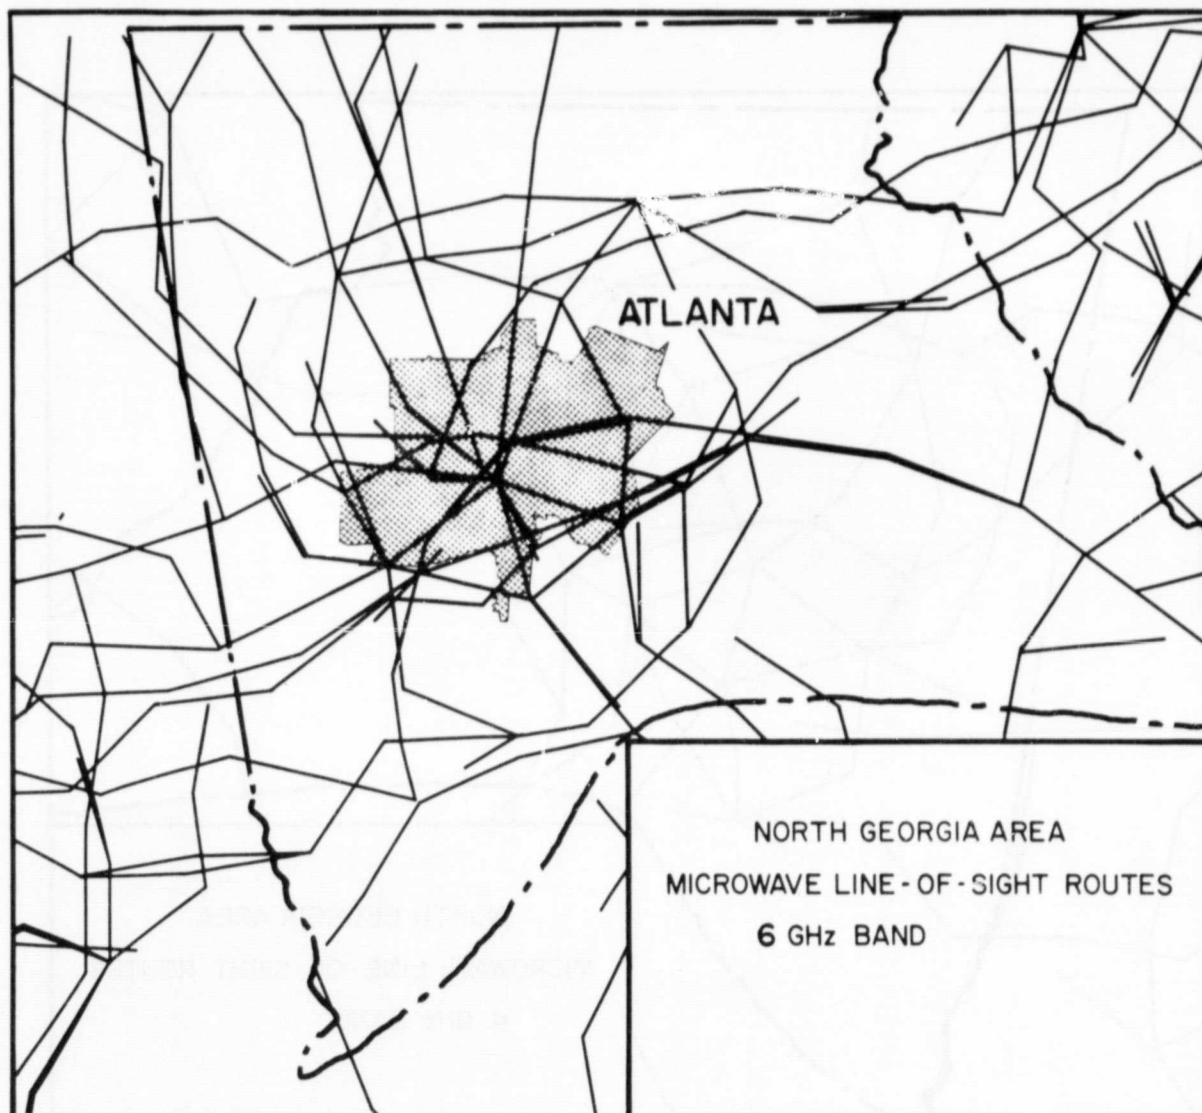 ATLANTA
NORTH GEORGIA AREA
MICROWAVE LINE-OF-SIGHT ROUTES
6 GHz BAND